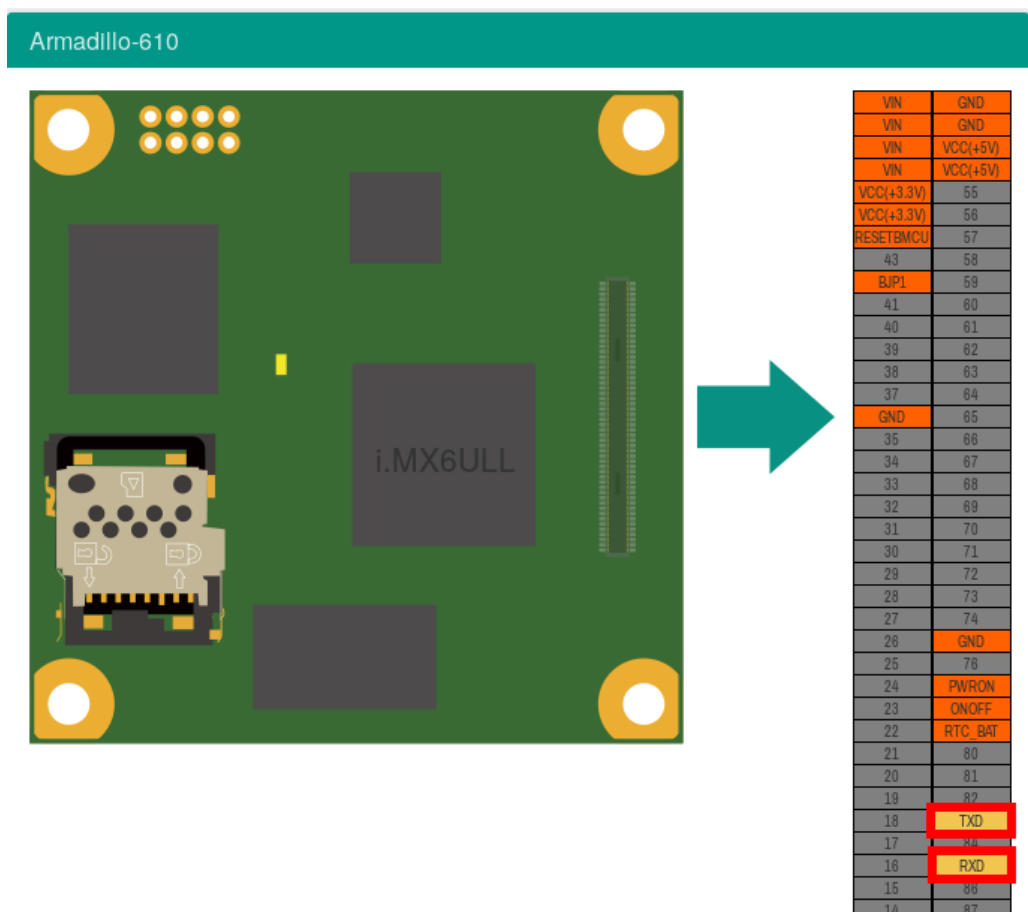 Armadillo-610
i.MX6ULL
VIN GND
VIN GND
VIN VCC(+5V)
VIN VCC(+5V)
VCC(+3.3V) 55
VCC(+3.3V) 56
RESETBMCU 57
43 58
BJP1 59
41 60
40 61
39 62
38 63
37 64
GND 65
35 66
34 67
33 68
32 69
31 70
30 71
29 72
28 73
27 74
26 GND
25 76
24 PWRON
23 ONOFF
22 RTC_BAT
21 80
20 81
19 82
18 TXD
17 84
16 RXD
15 86
14 87